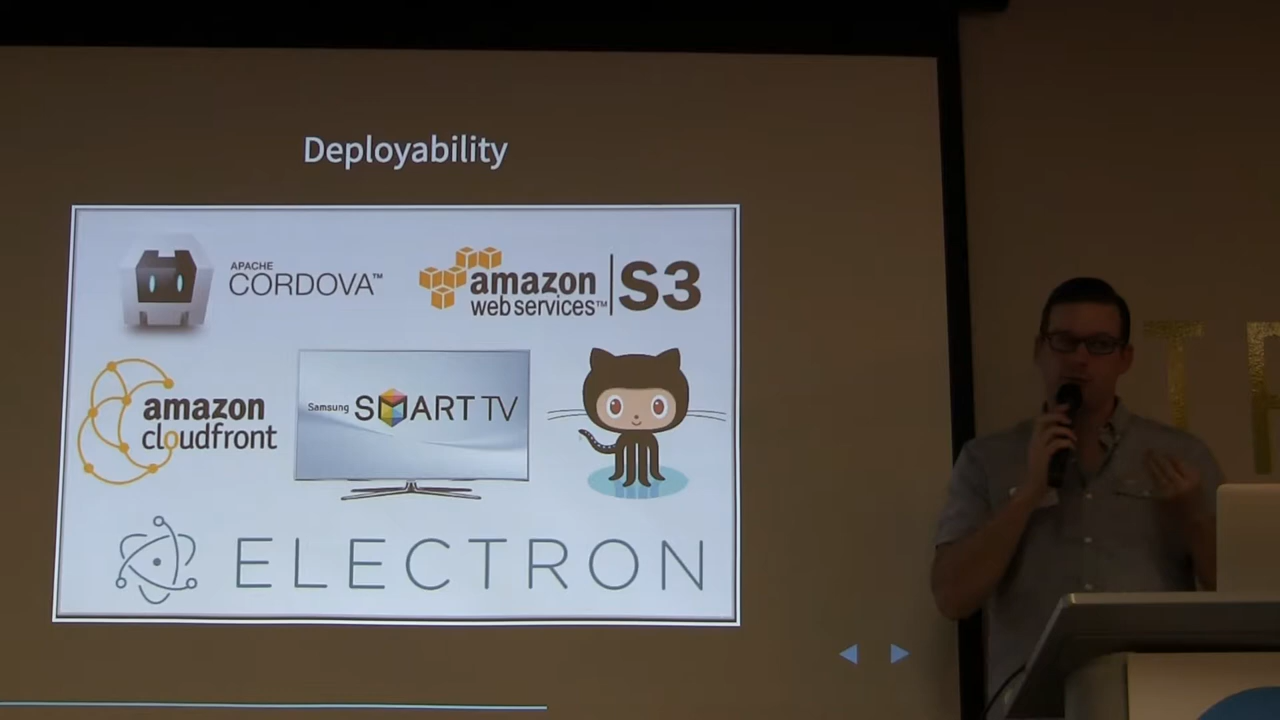 Deployability
APACHE
CORDOVA™
amazon
web services™
S3
amazon
cloudfront
Samsung SMART TV
ELECTRON
T